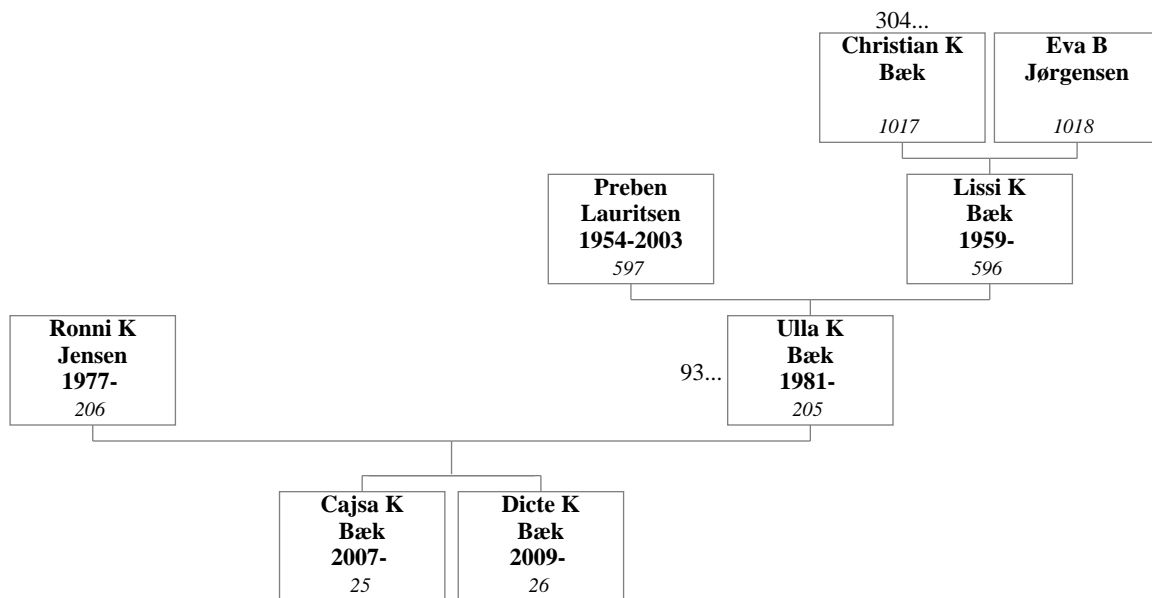 304...
Christian K
Bæk
1017
Eva B
Jørgensen
1018
Preben
Lauritsen
1954-2003
597
Lissi K
Bæk
1959-
596
Ronni K
Jensen
1977-
206
93...
Ulla K
Bæk
1981-
205
Cajsa K
Bæk
2007-
25
Dicte K
Bæk
2009-
26